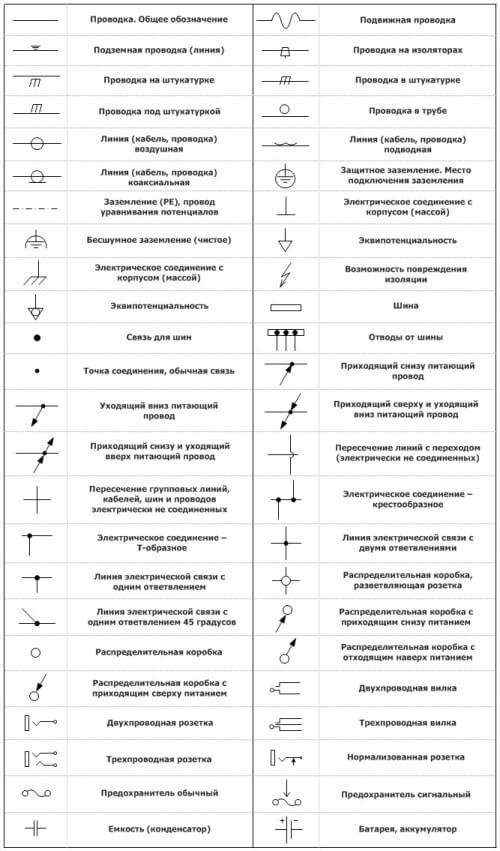 Проводка. Общее обозначение
Подвижная проводка
Подземная проводка (линия)
Проводка на изоляторах
Проводка на штукатурке
Проводка в штукатурке
Проводка под штукатуркой
Проводка в трубе
Линия (кабель, проводка)
воздушная
Линия (кабель, проводка)
подводная
Линия (кабель, проводка)
коаксиальная
Защитное заземление. Место
подключения заземления
Заземление (PE), провод
уравнивания потенциалов
Электрическое соединение с
корпусом (массой)
Бесшумное заземление (чистое)
Эквипотенциальность
Электрическое соединение с
корпусом (массой)
Возможность повреждения
изоляции
Эквипотенциальность
Шина
Связь для шин
Отводы от шины
Точка соединения, обычная связь
Приходящий снизу питающий
провод
Уходящий вниз питающий
провод
Приходящий сверху и уходящий
вниз питающий провод
Приходящий снизу и уходящий
вверх питающий провод
Пересечение линий с переходом
(электрически не соединенных)
Пересечение групповых линий,
кабелей, шин и проводов
электрически не соединенных
Электрическое соединение –
крестообразное
Электрическое соединение –
Т-образное
Линия электрической связи с
двумя ответвлениями
Линия электрической связи с
одним ответвлением
Распределительная коробка,
разветвляющая розетка
Линия электрической связи с
одним ответвлением 45 градусов
Распределительная коробка с
приходящим снизу питанием
Распределительная коробка
Распределительная коробка с
отходящим наверх питанием
Распределительная коробка с
приходящим сверху питанием
Двухпроводная вилка
Двухпроводная розетка
Трехпроводная вилка
Трехпроводная розетка
Нормализованная розетка
Предохранитель обычный
Предохранитель сигнальный
Емкость (конденсатор)
Батарея, аккумулятор